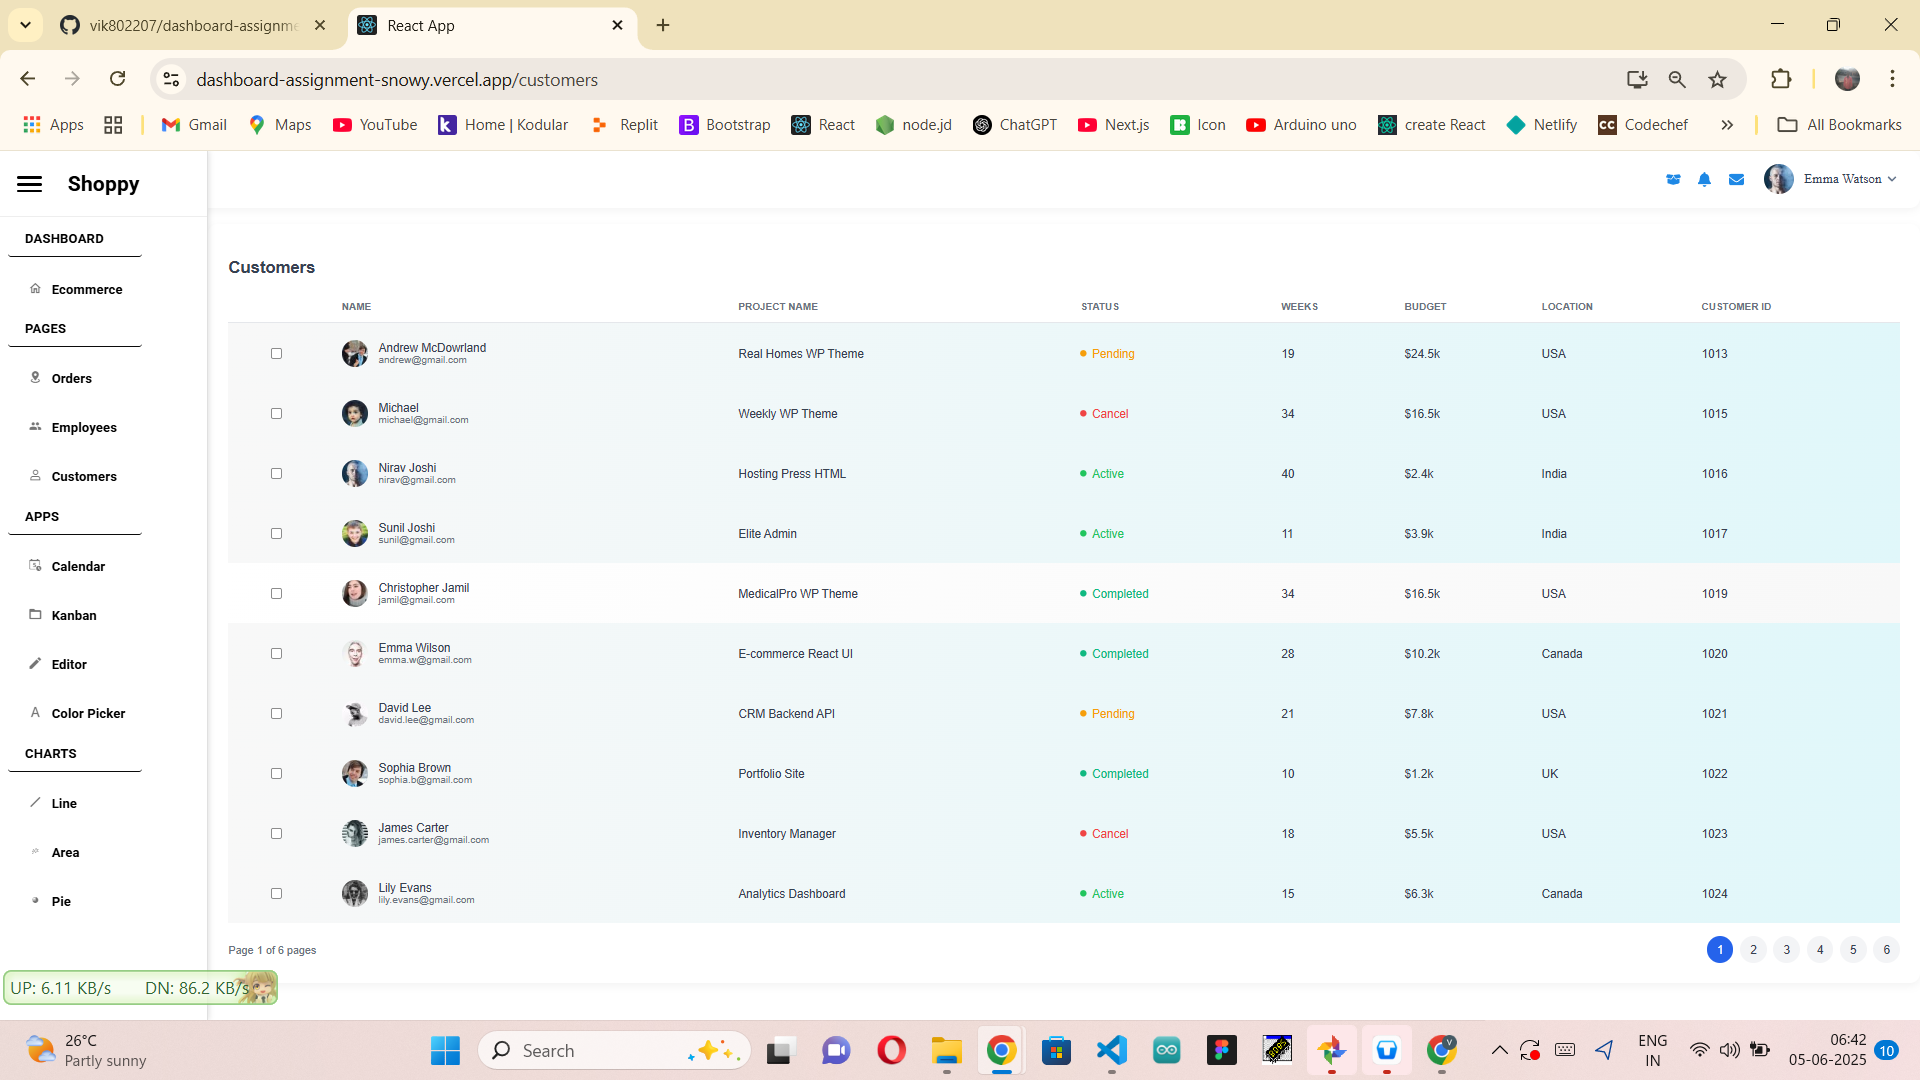 vik802207/dashboard-assignme
React App
dashboard-assignment-snowy.vercel.app/customers
Apps
Gmail
Maps
YouTube
Home | Kodular
Replit
Bootstrap
React
node.jd
ChatGPT
Next.js
Icon
Arduino uno
create React
Netlify
CC Codechef
All Bookmarks
Shoppy
Emma Watson
DASHBOARD
Ecommerce
PAGES
Orders
Employees
Customers
APPS
Calendar
Kanban
Editor
Color Picker
CHARTS
Line
Area
Pie
Customers
NAME PROJECT NAME STATUS WEEKS BUDGET LOCATION CUSTOMER ID
Andrew McDowrland
andrew@gmail.com
Real Homes WP Theme Pending 19 $24.5k USA 1013
Michael
michael@gmail.com
Weekly WP Theme Cancel 34 $16.5k USA 1015
Nirav Joshi
nirav@gmail.com
Hosting Press HTML Active 40 $2.4k India 1016
Sunil Joshi
sunil@gmail.com
Elite Admin Active 11 $3.9k India 1017
Christopher Jamil
jamil@gmail.com
MedicalPro WP Theme Completed 34 $16.5k USA 1019
Emma Wilson
emma.w@gmail.com
E-commerce React UI Completed 28 $10.2k Canada 1020
David Lee
david.lee@gmail.com
CRM Backend API Pending 21 $7.8k USA 1021
Sophia Brown
sophia.b@gmail.com
Portfolio Site Completed 10 $1.2k UK 1022
James Carter
james.carter@gmail.com
Inventory Manager Cancel 18 $5.5k USA 1023
Lily Evans
lily.evans@gmail.com
Analytics Dashboard Active 15 $6.3k Canada 1024
Page 1 of 6 pages
1 2 3 4 5 6
UP: 6.11 KB/s DN: 86.2 KB/s
26°C
Partly sunny
Search
ENG
IN
06:42
05-06-2025
10